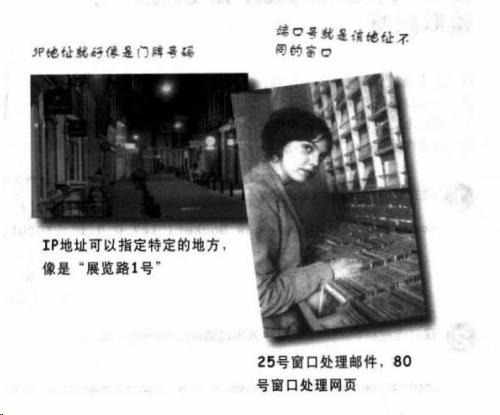 IP地址就好像是门牌号码
端口号就是该地址不
同的窗口
IP地址可以指定特定的地方，
像是“展览路1号”
25号窗口处理邮件，80
号窗口处理网页